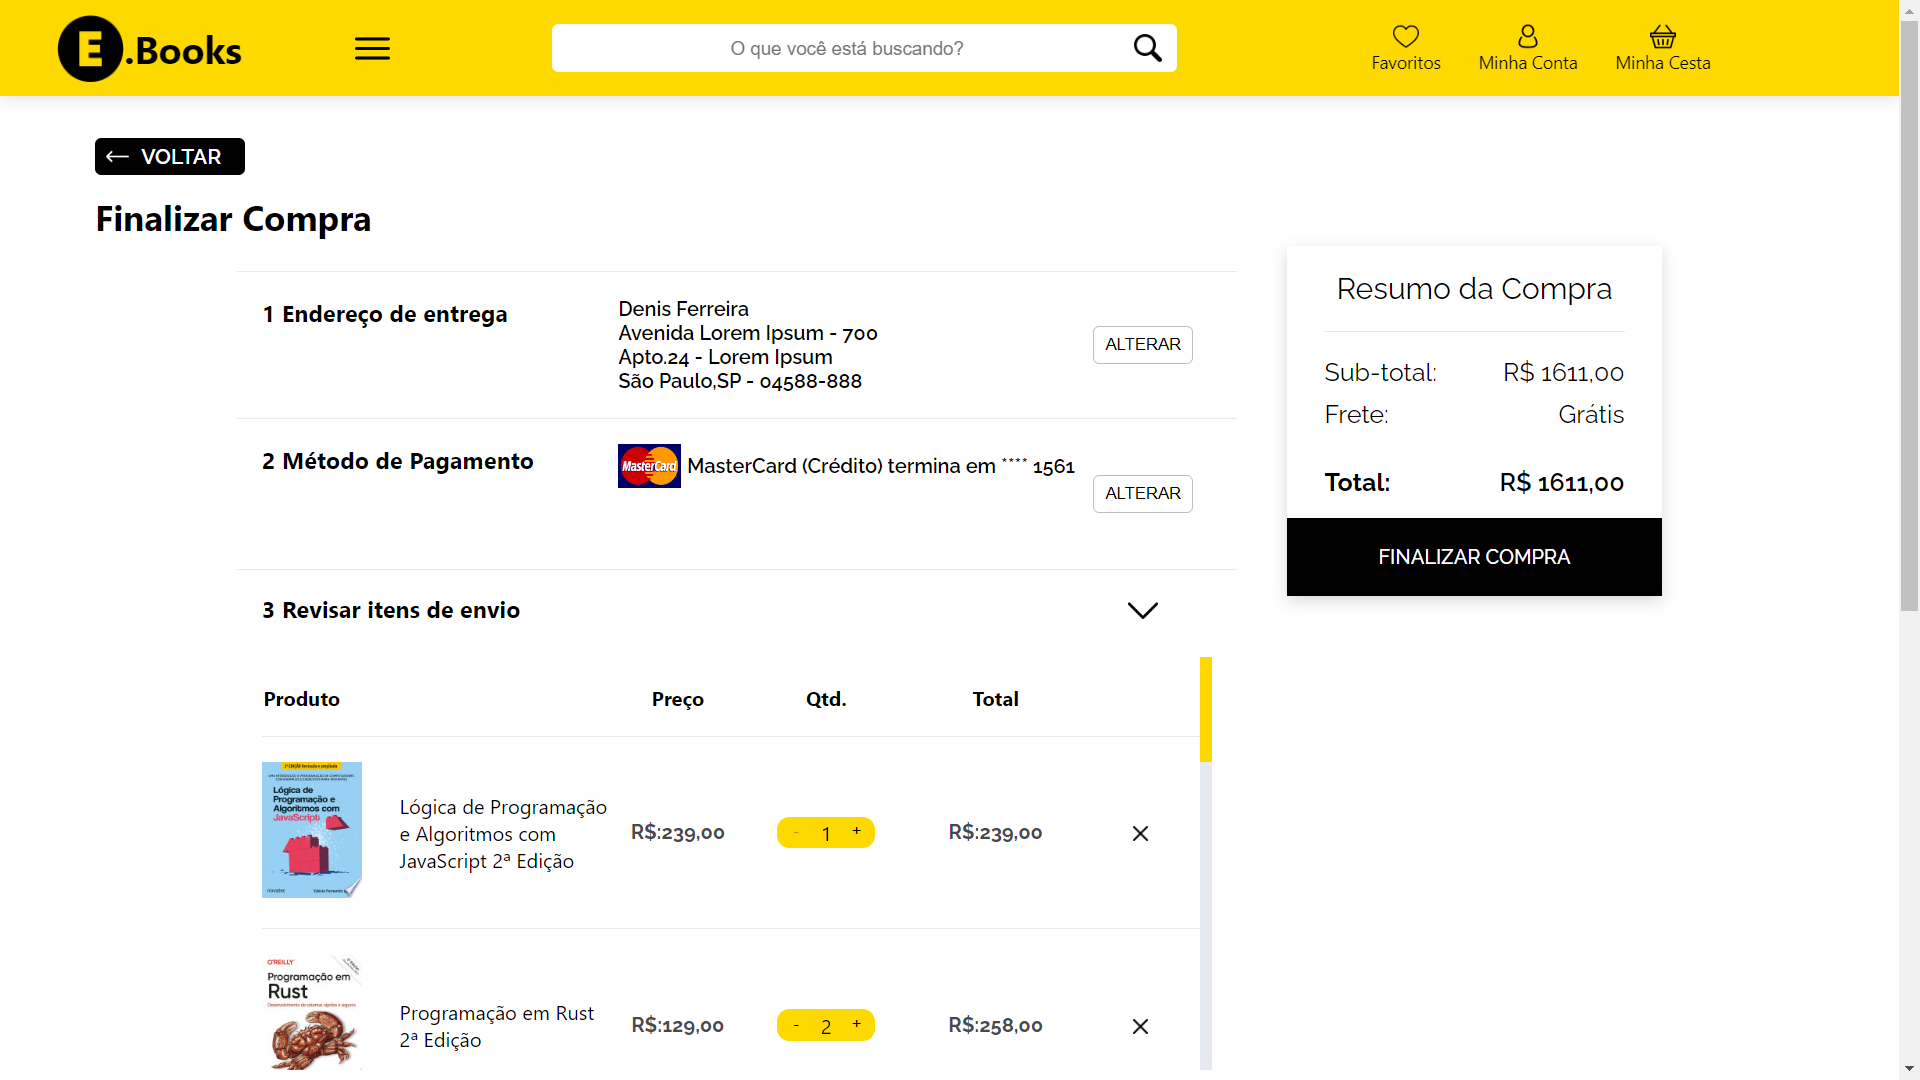 E.Books
O que você está buscando?
Favoritos
Minha Conta
Minha Cesta
VOLTAR
Finalizar Compra
1 Endereço de entrega
Denis Ferreira
Avenida Lorem Ipsum - 700
Apto.24 - Lorem Ipsum
São Paulo,SP - 04588-888
ALTERAR
2 Método de Pagamento
MasterCard
MasterCard (Crédito) termina em **** 1561
ALTERAR
Resumo da Compra
Sub-total: R$ 1611,00
Frete: Grátis
Total: R$ 1611,00
FINALIZAR COMPRA
3 Revisar itens de envio
Produto Preço Qtd. Total
Lógica de
Programação e
Algoritmos com
JavaScript
novatec
Lógica de Programação
e Algoritmos com
JavaScript 2ª Edição
R$:239,00
- 1 +
R$:239,00
O'REILLY
Programação em
Rust
Programação em Rust
2ª Edição
R$:129,00
- 2 +
R$:258,00